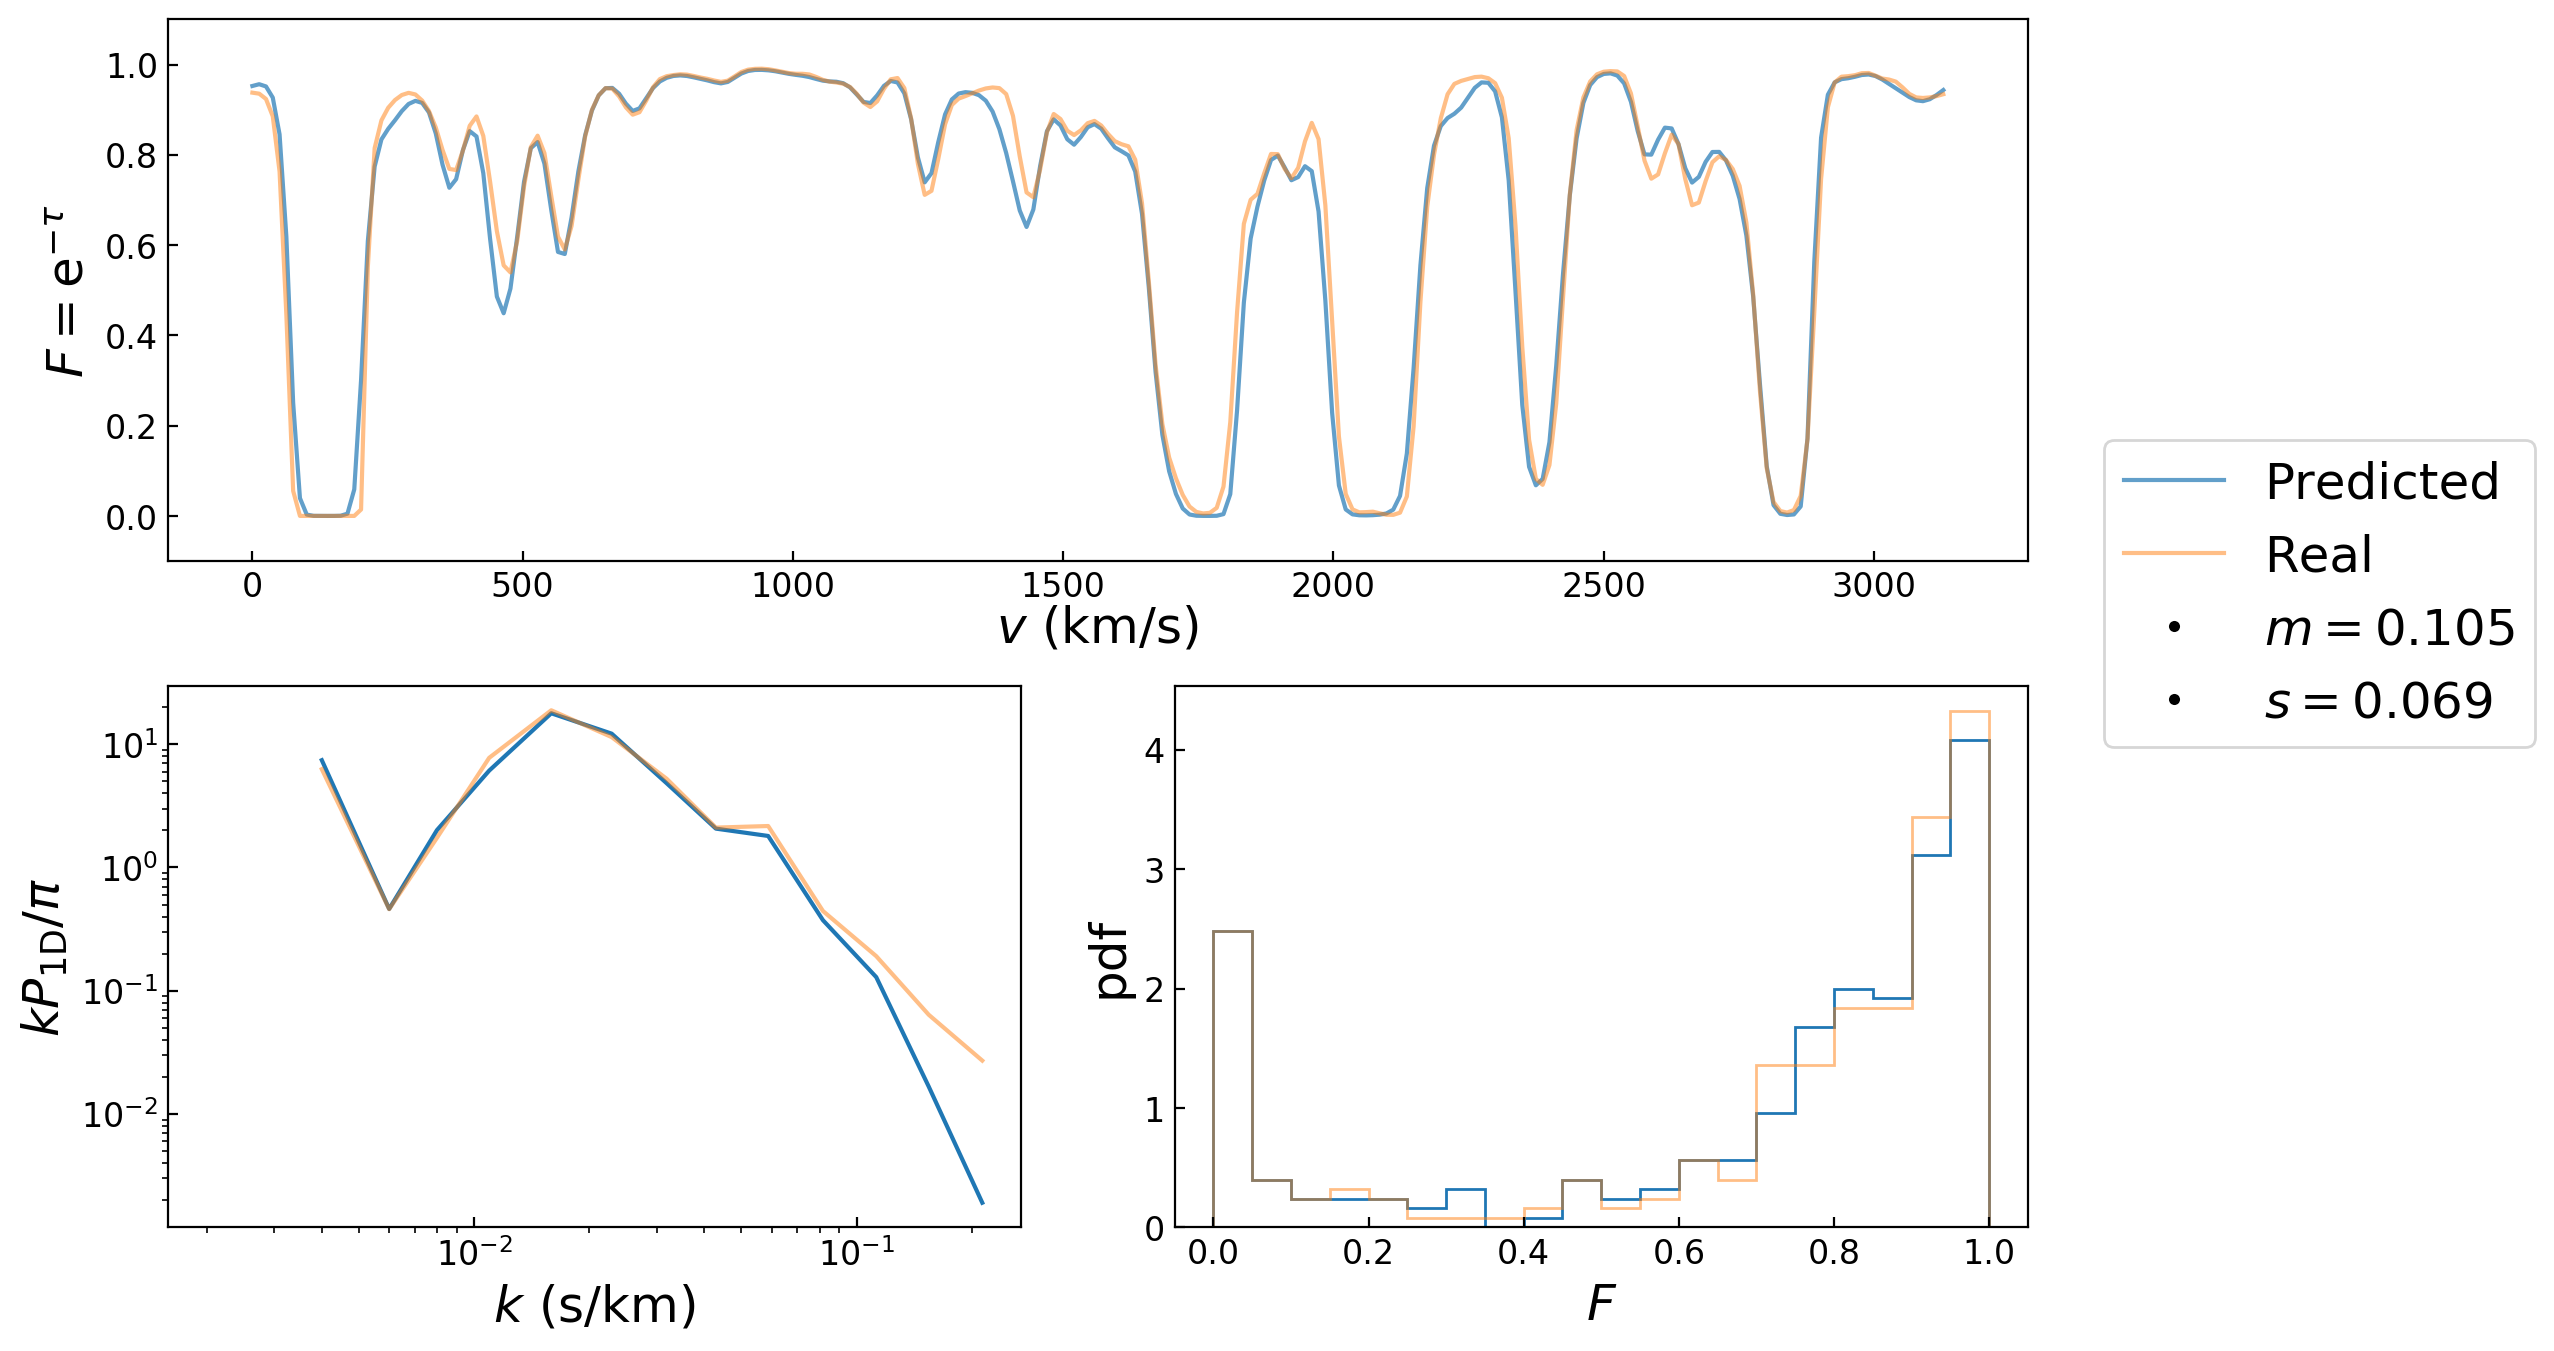 1.0
0.8
0.6
0.4
0.2
0.0
F = e^{−τ}
0 500 1000 1500 2000 2500 3000
v (km/s)
Predicted
Real
m = 0.105
s = 0.069
10^1
10^0
10^{−1}
10^{−2}
kP_{1D}/π
10^{−2} 10^{−1}
k (s/km)
4
3
2
1
0
pdf
0.0 0.2 0.4 0.6 0.8 1.0
F